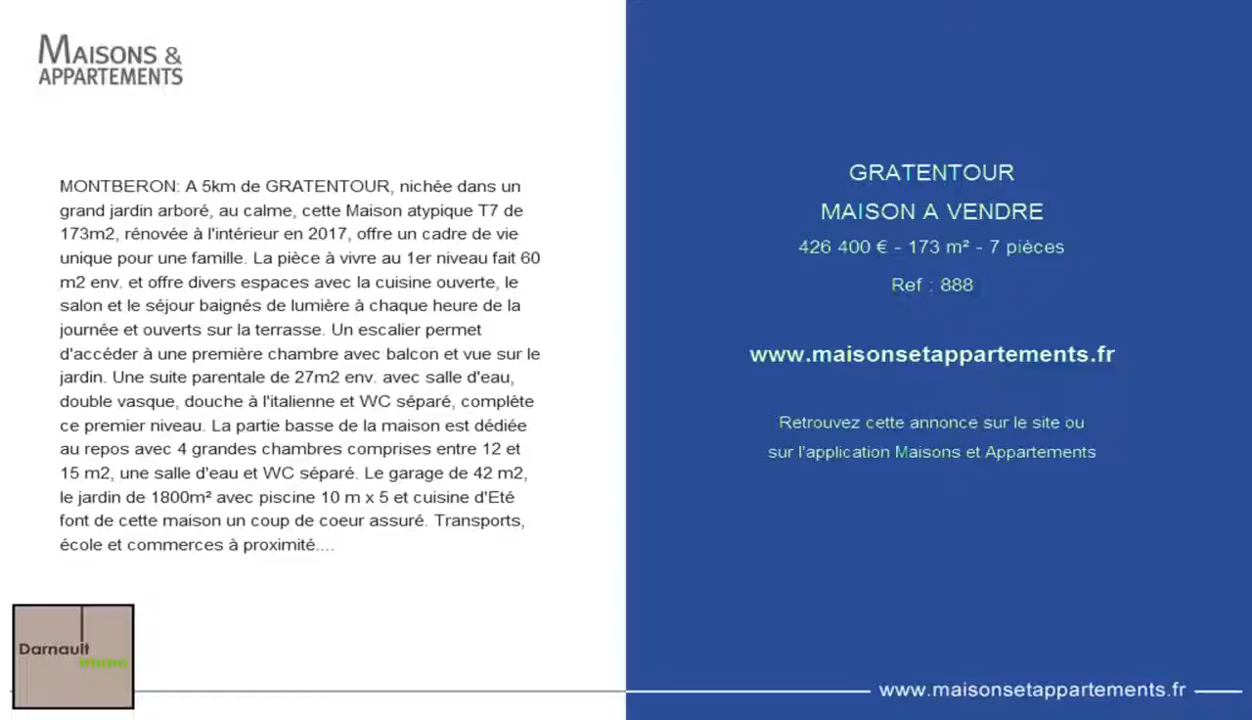 MAISONS &
APPARTEMENTS
MONTBERON: A 5km de GRATENTOUR, nichée dans un
grand jardin arboré, au calme, cette Maison atypique T7 de
173m2, rénovée à l'intérieur en 2017, offre un cadre de vie
unique pour une famille. La pièce à vivre au 1er niveau fait 60
m2 env. et offre divers espaces avec la cuisine ouverte, le
salon et le séjour baignés de lumière à chaque heure de la
journée et ouverts sur la terrasse. Un escalier permet
d'accéder à une première chambre avec balcon et vue sur le
jardin. Une suite parentale de 27m2 env. avec salle d'eau,
double vasque, douche à l'italienne et WC séparé, complète
ce premier niveau. La partie basse de la maison est dédiée
au repos avec 4 grandes chambres comprises entre 12 et
15 m2, une salle d'eau et WC séparé. Le garage de 42 m2,
le jardin de 1800m² avec piscine 10 m x 5 et cuisine d'Eté
font de cette maison un coup de coeur assuré. Transports,
école et commerces à proximité....
Darnault
GRATENTOUR
MAISON A VENDRE
426 400 € - 173 m² - 7 pièces
Ref : 888
www.maisonsetappartements.fr
Retrouvez cette annonce sur le site ou
sur l'application Maisons et Appartements
www.maisonsetappartements.fr